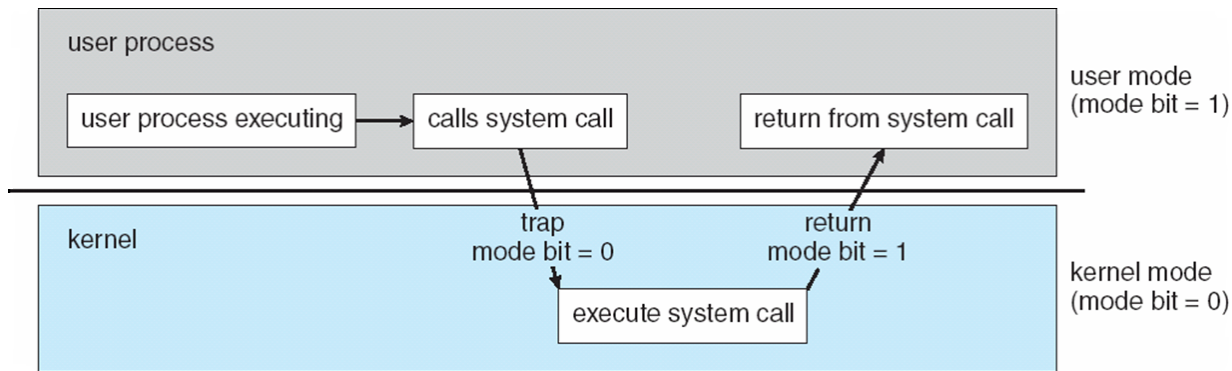 user process
user process executing
calls system call
return from system call
user mode
(mode bit = 1)
kernel
trap
mode bit = 0
return
mode bit = 1
execute system call
kernel mode
(mode bit = 0)